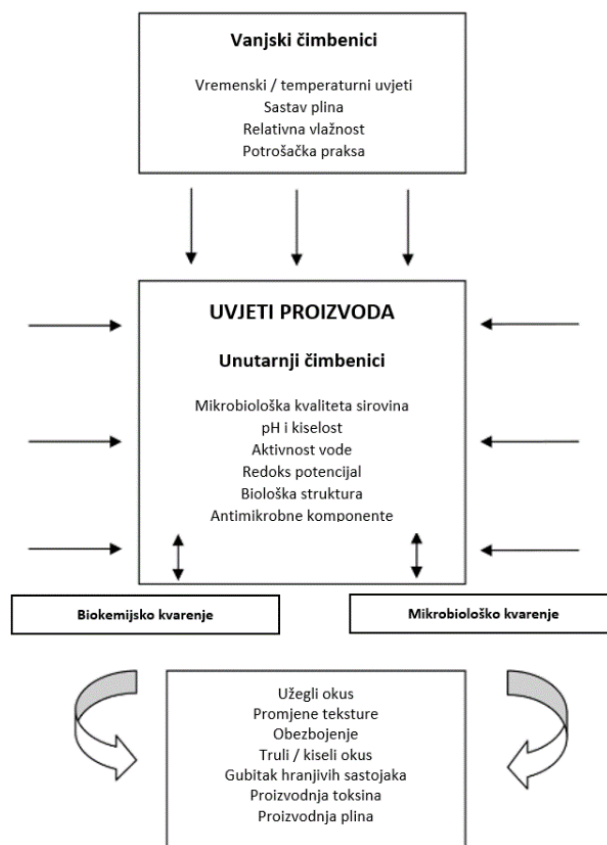 Vanjski čimbenici
Vremenski / temperaturni uvjeti
Sastav plina
Relativna vlažnost
Potrošačka praksa
UVJETI PROIZVODA
Unutarnji čimbenici
Mikrobiološka kvaliteta sirovina
pH i kiselost
Aktivnost vode
Redoks potencijal
Biološka struktura
Antimikrobne komponente
Biokemijsko kvarenje
Mikrobiološko kvarenje
Užegli okus
Promjene teksture
Obezbojenje
Truli / kiseli okus
Gubitak hranjivih sastojaka
Proizvodnja toksina
Proizvodnja plina